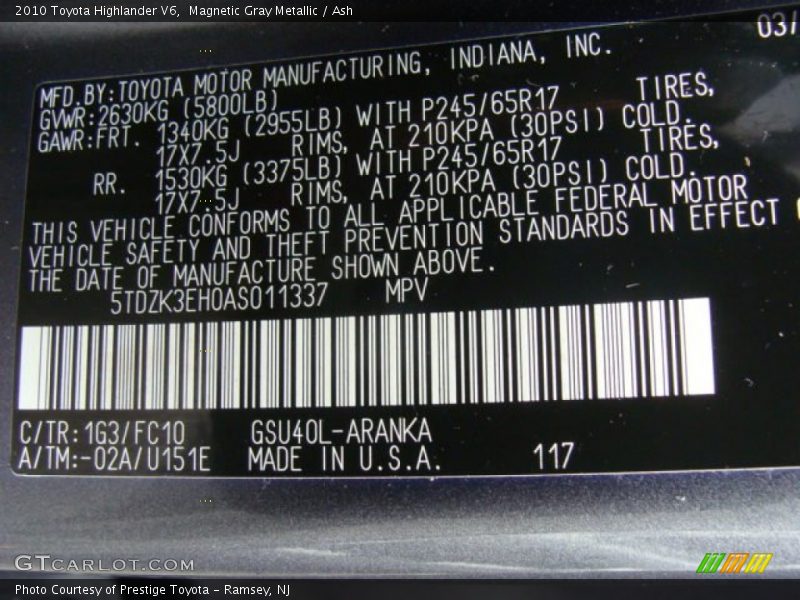 2010 Toyota Highlander V6,  Magnetic Gray Metallic / Ash
03/
MFD.BY:TOYOTA MOTOR MANUFACTURING, INDIANA, INC.
GVWR:2630KG (5800LB)
GAWR:FRT. 1340KG (2955LB) WITH P245/65R17 TIRES,
17X7.5J RIMS, AT 210KPA (30PSI) COLD.
RR. 1530KG (3375LB) WITH P245/65R17 TIRES,
17X7.5J RIMS, AT 210KPA (30PSI) COLD.
THIS VEHICLE CONFORMS TO ALL APPLICABLE FEDERAL MOTOR
VEHICLE SAFETY AND THEFT PREVENTION STANDARDS IN EFFECT
THE DATE OF MANUFACTURE SHOWN ABOVE.
5TDZK3EH0AS011337 MPV
C/TR:1G3/FC10 GSU40L-ARANKA
A/TM:-02A/U151E MADE IN U.S.A. 117
GTCARLOT.COM
Photo Courtesy of Prestige Toyota - Ramsey, NJ